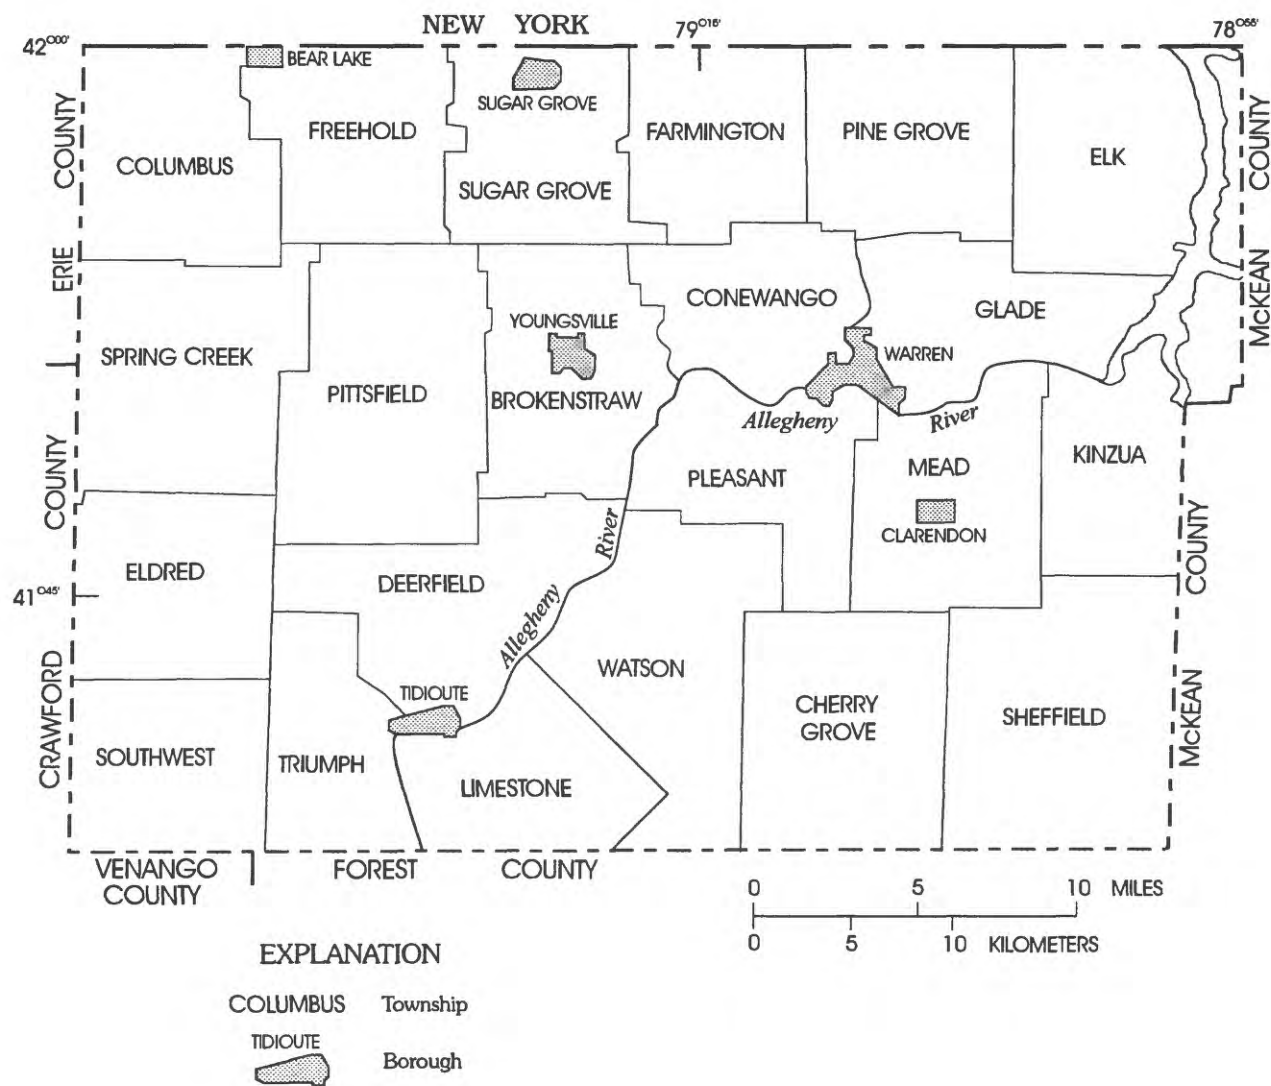 NEW YORK
42°00'
79°15'
78°55'
BEAR LAKE
SUGAR GROVE
COUNTY
COLUMBUS
FREEHOLD
SUGAR GROVE
FARMINGTON
PINE GROVE
ELK
COUNTY
ERIE
CONEWANGO
GLADE
McKEAN
YOUNGSVILLE
WARREN
SPRING CREEK
PITTSFIELD
BROKENSTRAW
Allegheny
River
COUNTY
PLEASANT
MEAD
KINZUA
CLARENDON
River
COUNTY
ELDRED
DEERFIELD
41°45'
Allegheny
WATSON
CRAWFORD
TIDIOUTE
CHERRY
GROVE
SHEFFIELD
McKEAN
SOUTHWEST
TRIUMPH
LIMESTONE
VENANGO
COUNTY
FOREST COUNTY
0 5 10 MILES
0 5 10 KILOMETERS
EXPLANATION
COLUMBUS Township
TIDIOUTE
Borough